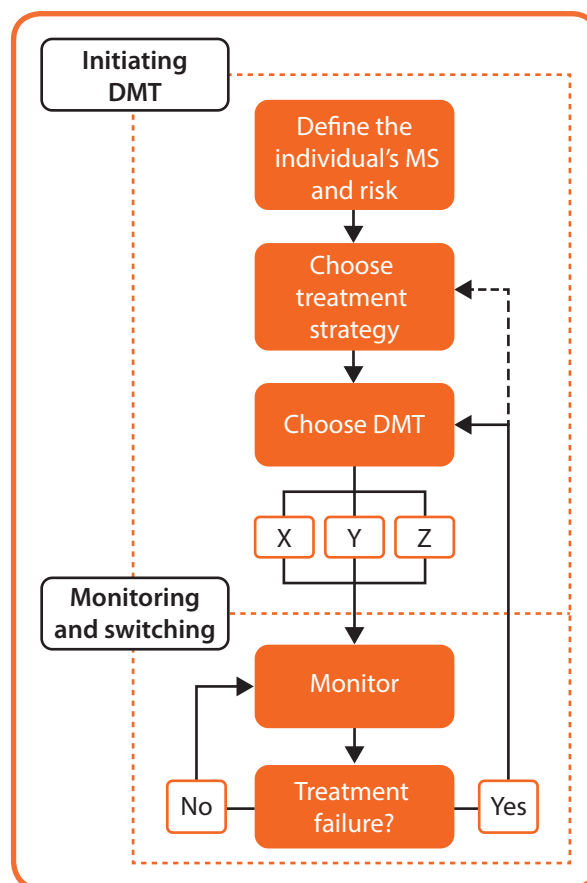 Initiating
DMT
Define the
individual’s MS
and risk
Choose
treatment
strategy
Choose DMT
X Y Z
Monitoring
and switching
Monitor
No
Treatment
failure?
Yes